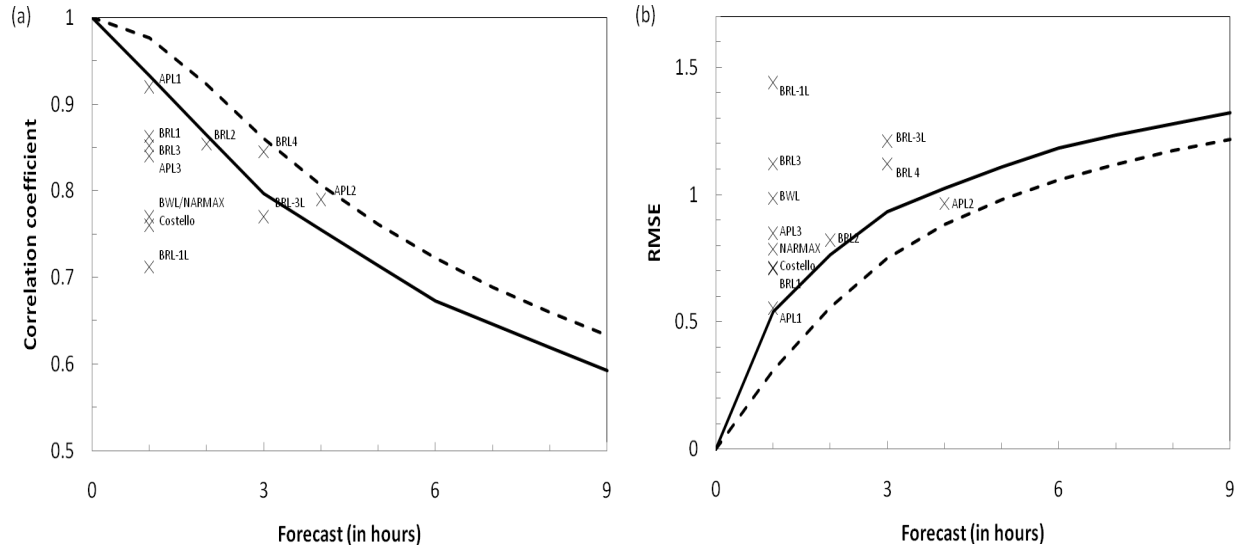 (a)
1
0.9
0.8
0.7
0.6
0.5
Correlation coefficient
APL1
BRL1
BRL3
APL3
BRL2
BRL4
BWL/NARMAX
Costello
BRL-3L
APL2
BRL-1L
0 3 6 9
Forecast (in hours)
(b)
1.5
1
0.5
0
RMSE
BRL-1L
BRL3
BRL-3L
BRL 4
BWL
APL2
APL3
NARMAX
BRL2
Costello
BRL1
APL1
0 3 6 9
Forecast (in hours)